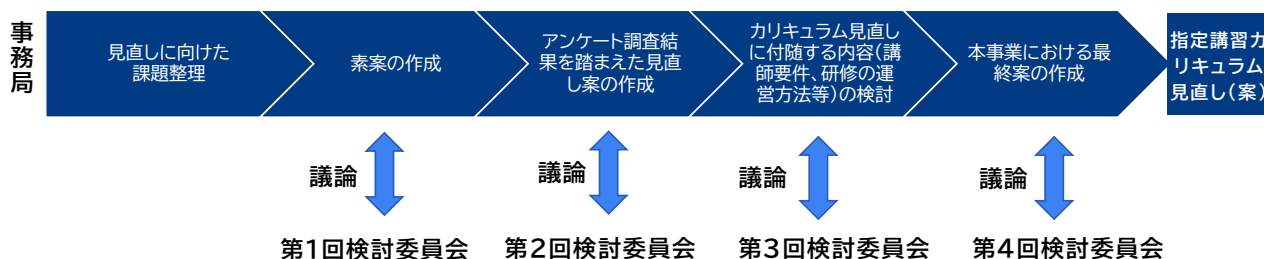 事務局
見直しに向けた
課題整理
素案の作成
アンケート調査結
果を踏まえた見直
し案の作成
カリキュラム見直し
に付随する内容(講
師要件、研修の運
営方法等)の検討
本事業における最
終案の作成
指定講習カ
リキュラム
見直し(案)
議論
議論
議論
議論
第1回検討委員会
第2回検討委員会
第3回検討委員会
第4回検討委員会